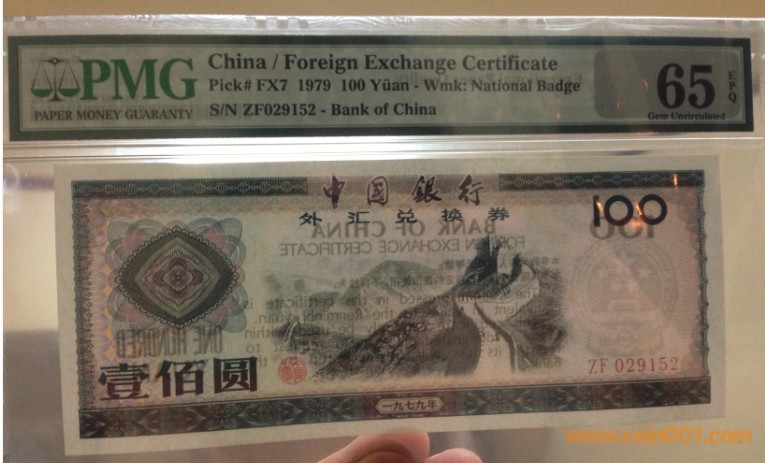 PMG
PAPER MONEY GUARANTY
China / Foreign Exchange Certificate
Pick# FX7 1979 100 Yüan - Wmk: National Badge
S/N ZF029152 - Bank of China
65
EPQ
Gem Uncirculated
中国銀行
外汇兑换券
100
BANK OF CHINA
FOREIGN EXCHANGE CERTIFICATE
100
ONE HUNDRED
壹佰圆
ZF 029152
一九七九年
www.coin001.com